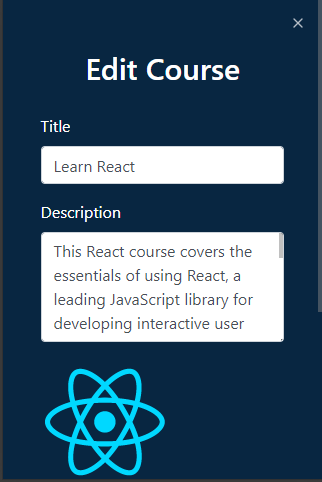 Edit Course
Title
Learn React
Description
This React course covers the
essentials of using React, a
leading JavaScript library for
developing interactive user